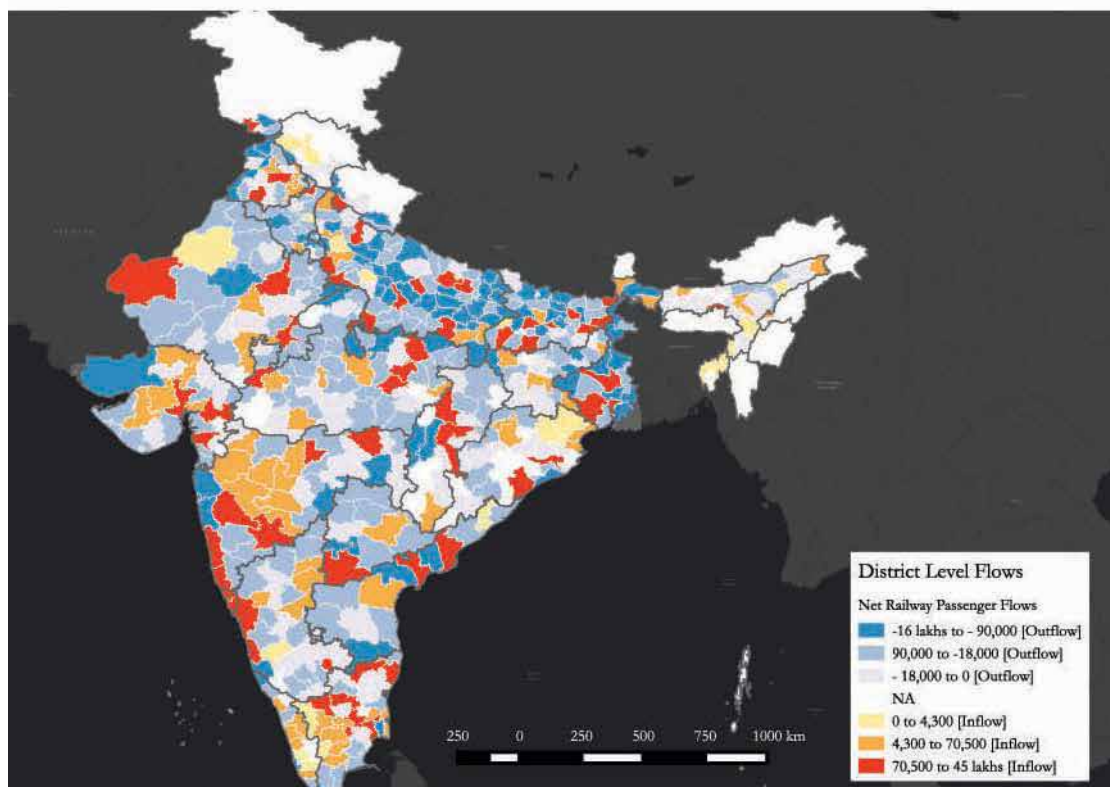 250 0 250 500 750 1000 km
District Level Flows
Net Railway Passenger Flows
-16 lakhs to - 90,000 [Outflow]
90,000 to -18,000 [Outflow]
- 18,000 to 0 [Outflow]
NA
0 to 4,300 [Inflow]
4,300 to 70,500 [Inflow]
70,500 to 45 lakhs [Inflow]